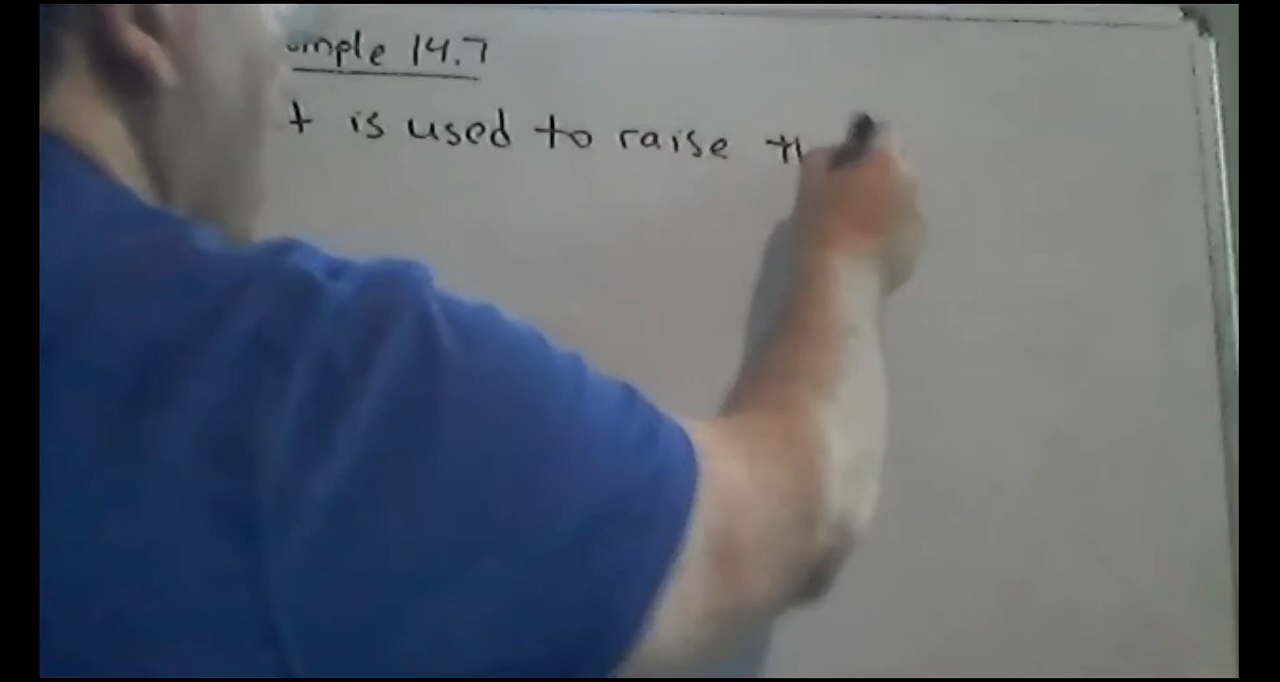 mple 14.7
t is used to raise th